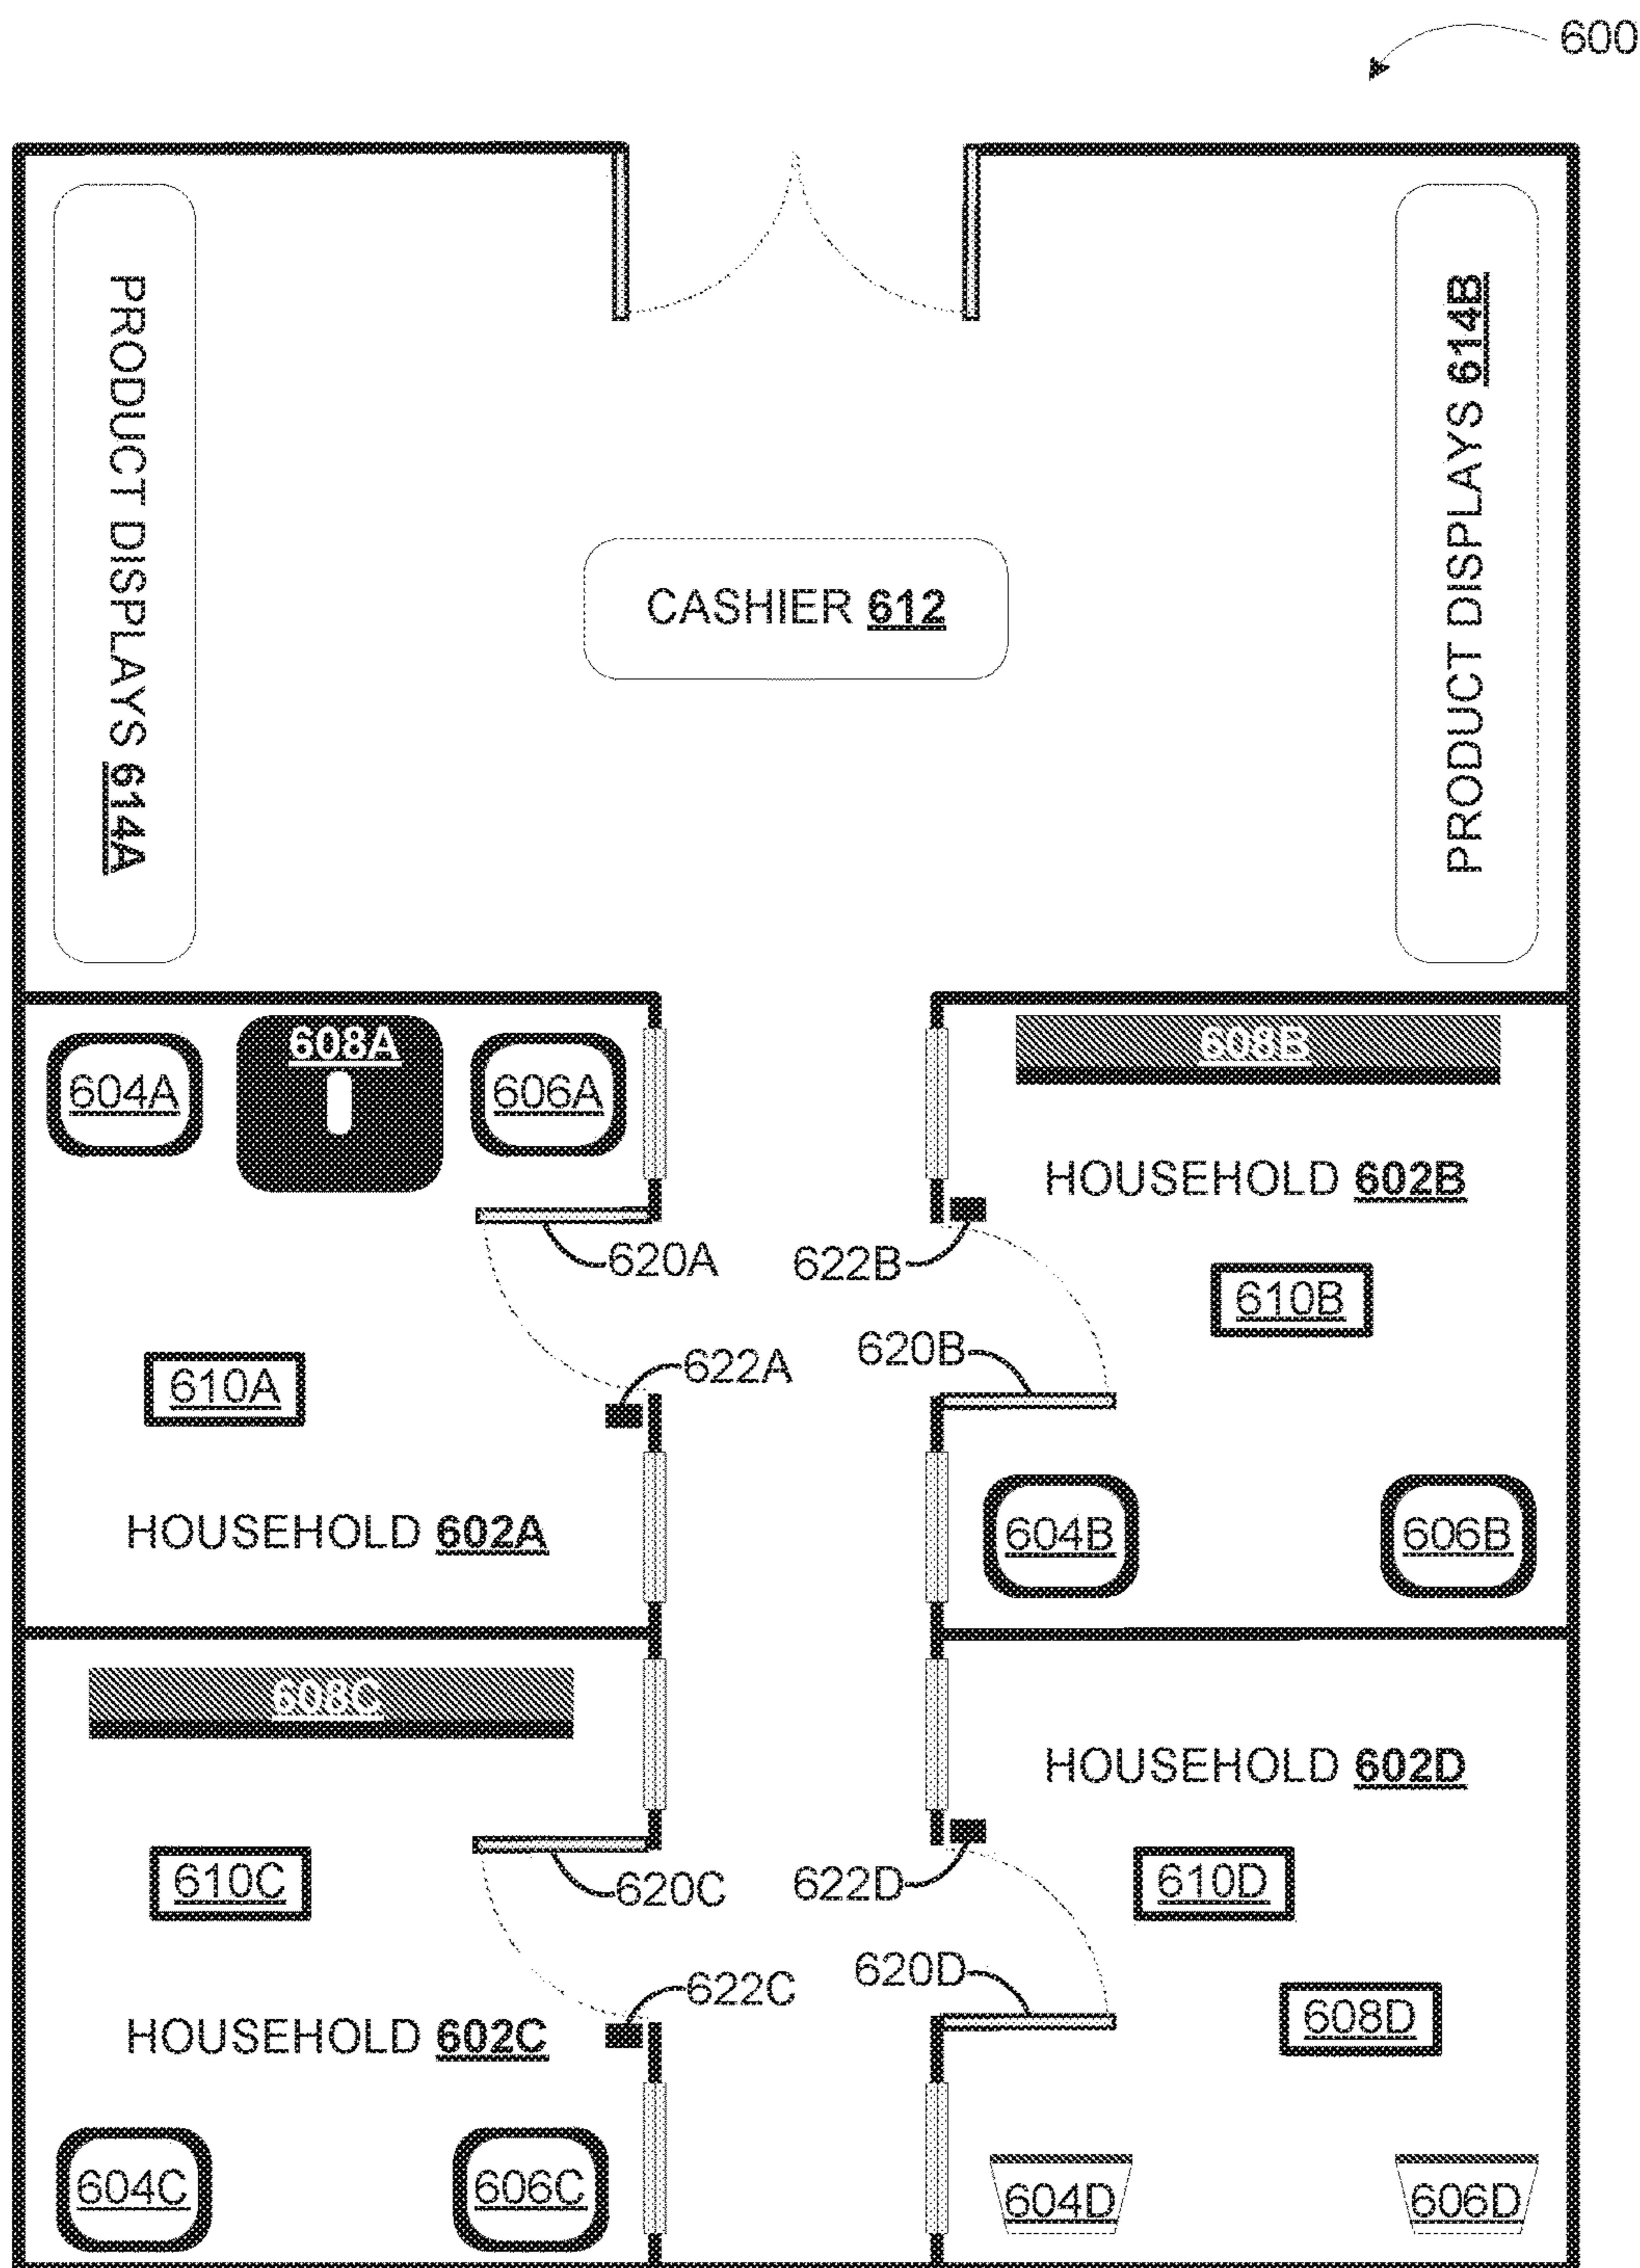 600
PRODUCT DISPLAYS 614A
PRODUCT DISPLAYS 614B
CASHIER 612
604A
608A
606A
608B
HOUSEHOLD 602B
620A
622B
610B
620B
622A
610A
HOUSEHOLD 602A
604B
606B
608C
HOUSEHOLD 602D
610C
620C
622D
610D
620D
622C
608D
HOUSEHOLD 602C
604C
606C
604D
606D